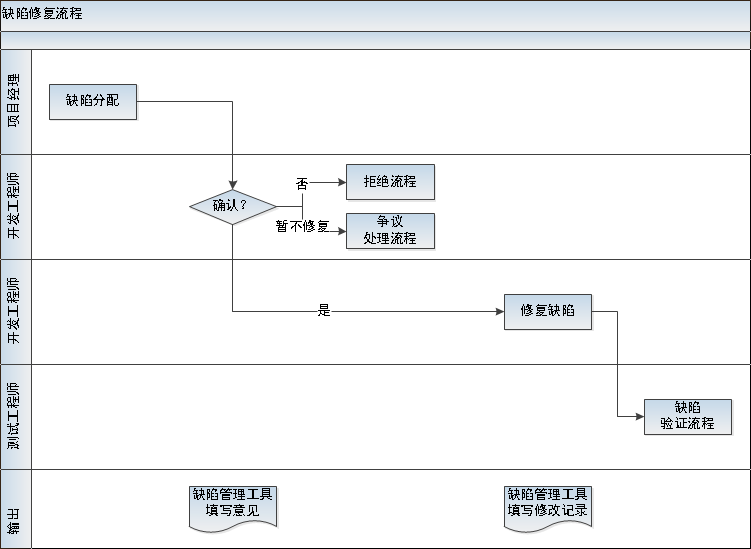 缺陷修复流程
项目经理
缺陷分配
开发工程师
确认?
否
拒绝流程
暂不修复
争议
处理流程
开发工程师
是
修复缺陷
测试工程师
缺陷
验证流程
输出
缺陷管理工具
填写意见
缺陷管理工具
填写修改记录